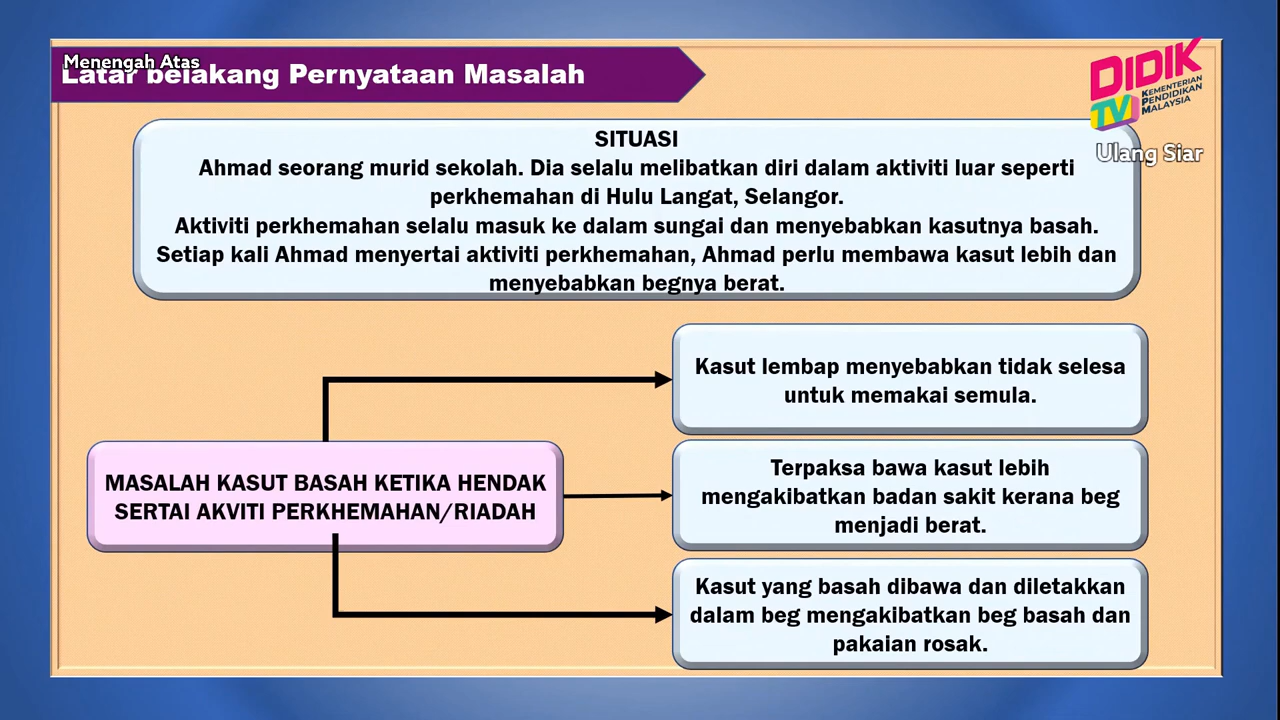 Menengah Atas
Latar belakang Pernyataan Masalah
DIDIK
TV
KEMENTERIAN
PENDIDIKAN
MALAYSIA
Ulang Siar
SITUASI
Ahmad seorang murid sekolah. Dia selalu melibatkan diri dalam aktiviti luar seperti
perkhemahan di Hulu Langat, Selangor.
Aktiviti perkhemahan selalu masuk ke dalam sungai dan menyebabkan kasutnya basah.
Setiap kali Ahmad menyertai aktiviti perkhemahan, Ahmad perlu membawa kasut lebih dan
menyebabkan begnya berat.
MASALAH KASUT BASAH KETIKA HENDAK
SERTAI AKVITI PERKHEMAHAN/RIADAH
Kasut lembap menyebabkan tidak selesa
untuk memakai semula.
Terpaksa bawa kasut lebih
mengakibatkan badan sakit kerana beg
menjadi berat.
Kasut yang basah dibawa dan diletakkan
dalam beg mengakibatkan beg basah dan
pakaian rosak.